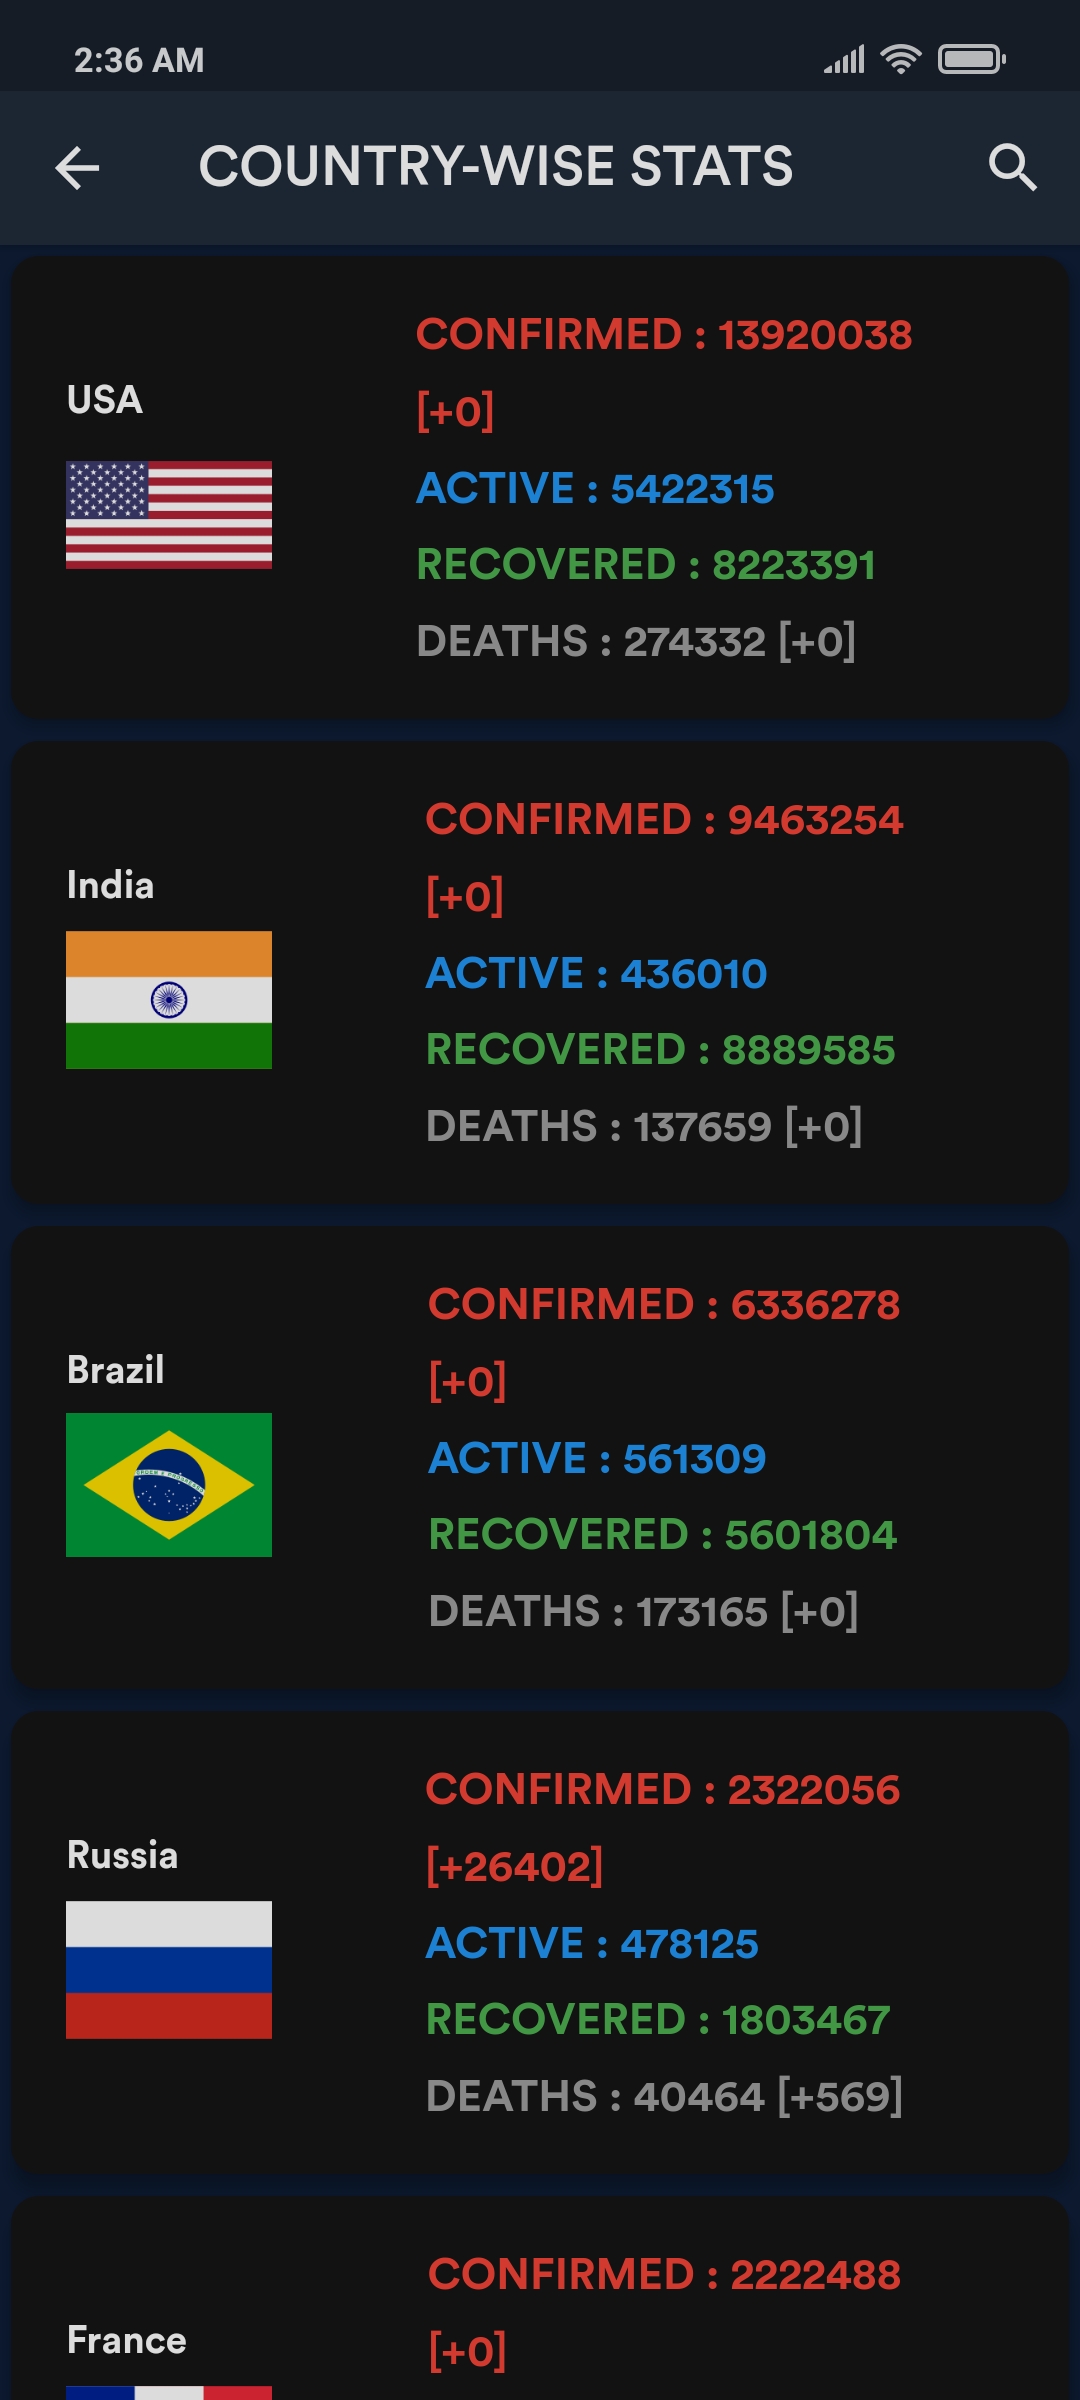 2:36 AM
COUNTRY-WISE STATS
USA
CONFIRMED : 13920038
[+0]
ACTIVE : 5422315
RECOVERED : 8223391
DEATHS : 274332 [+0]
India
CONFIRMED : 9463254
[+0]
ACTIVE : 436010
RECOVERED : 8889585
DEATHS : 137659 [+0]
Brazil
CONFIRMED : 6336278
[+0]
ACTIVE : 561309
RECOVERED : 5601804
DEATHS : 173165 [+0]
Russia
CONFIRMED : 2322056
[+26402]
ACTIVE : 478125
RECOVERED : 1803467
DEATHS : 40464 [+569]
France
CONFIRMED : 2222488
[+0]